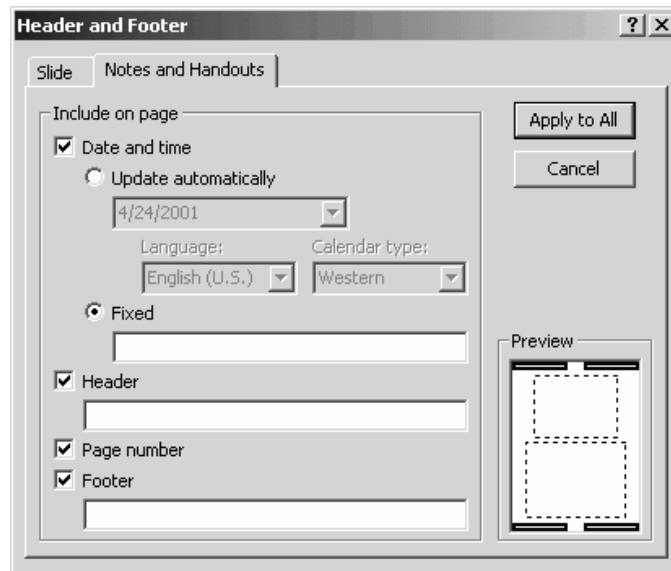 Header and Footer
Slide
Notes and Handouts
Include on page
Date and time
Update automatically
4/24/2001
Language:
Calendar type:
English (U.S.)
Western
Fixed
Header
Page number
Footer
Apply to All
Cancel
Preview